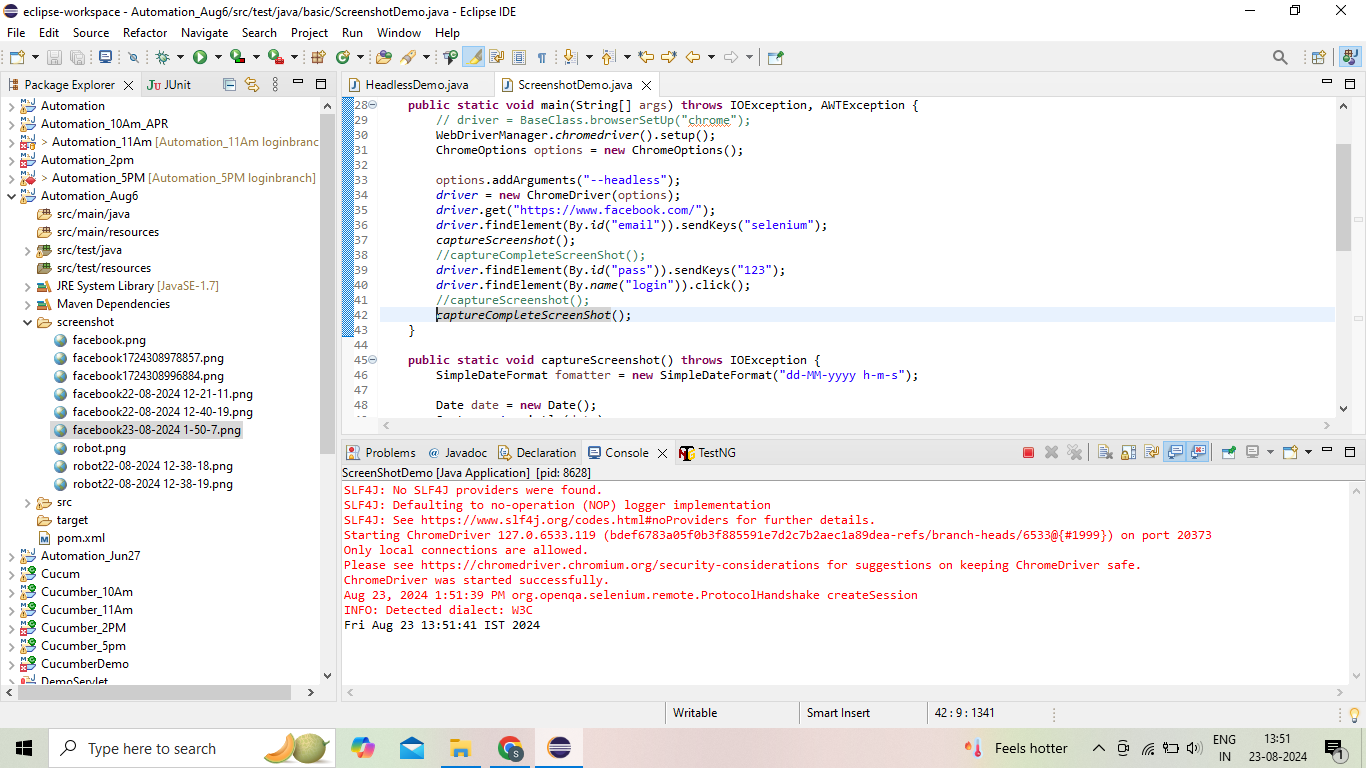 eclipse-workspace - Automation_Aug6/src/test/java/basic/ScreenshotDemo.java - Eclipse IDE
File Edit Source Refactor Navigate Search Project Run Window Help
Package Explorer
JUnit
Automation
Automation_10Am_APR
> Automation_11Am [Automation_11Am loginbranc
Automation_2pm
> Automation_5PM [Automation_5PM loginbranch]
Automation_Aug6
src/main/java
src/main/resources
src/test/java
src/test/resources
JRE System Library [JavaSE-1.7]
Maven Dependencies
screenshot
facebook.png
facebook1724308978857.png
facebook1724308996884.png
facebook22-08-2024 12-21-11.png
facebook22-08-2024 12-40-19.png
facebook23-08-2024 1-50-7.png
robot.png
robot22-08-2024 12-38-18.png
robot22-08-2024 12-38-19.png
src
target
pom.xml
Automation_Jun27
Cucum
Cucumber_10Am
Cucumber_11Am
Cucumber_2PM
Cucumber_5pm
CucumberDemo
DemoServlet
HeadlessDemo.java
ScreenshotDemo.java
28 public static void main(String[] args) throws IOException, AWTException {
29 // driver = BaseClass.browserSetUp("chrome");
30 WebDriverManager.chromedriver().setup();
31 ChromeOptions options = new ChromeOptions();
32
33 options.addArguments("--headless");
34 driver = new ChromeDriver(options);
35 driver.get("https://www.facebook.com/");
36 driver.findElement(By.id("email")).sendKeys("selenium");
37 captureScreenshot();
38 //captureCompleteScreenShot();
39 driver.findElement(By.id("pass")).sendKeys("123");
40 driver.findElement(By.name("login")).click();
41 //captureScreenshot();
42 captureCompleteScreenShot();
43 }
44
45 public static void captureScreenshot() throws IOException {
46 SimpleDateFormat fomatter = new SimpleDateFormat("dd-MM-yyyy h-m-s");
47
48 Date date = new Date();
Problems
@ Javadoc
Declaration
Console
TestNG
ScreenShotDemo [Java Application] [pid: 8628]
SLF4J: No SLF4J providers were found.
SLF4J: Defaulting to no-operation (NOP) logger implementation
SLF4J: See https://www.slf4j.org/codes.html#noProviders for further details.
Starting ChromeDriver 127.0.6533.119 (bdef6783a05f0b3f885591e7d2c7b2aec1a89dea-refs/branch-heads/6533@{#1999}) on port 20373
Only local connections are allowed.
Please see https://chromedriver.chromium.org/security-considerations for suggestions on keeping ChromeDriver safe.
ChromeDriver was started successfully.
Aug 23, 2024 1:51:39 PM org.openqa.selenium.remote.ProtocolHandshake createSession
INFO: Detected dialect: W3C
Fri Aug 23 13:51:41 IST 2024
Writable
Smart Insert
42 : 9 : 1341
Type here to search
Feels hotter
ENG
IN
13:51
23-08-2024
1